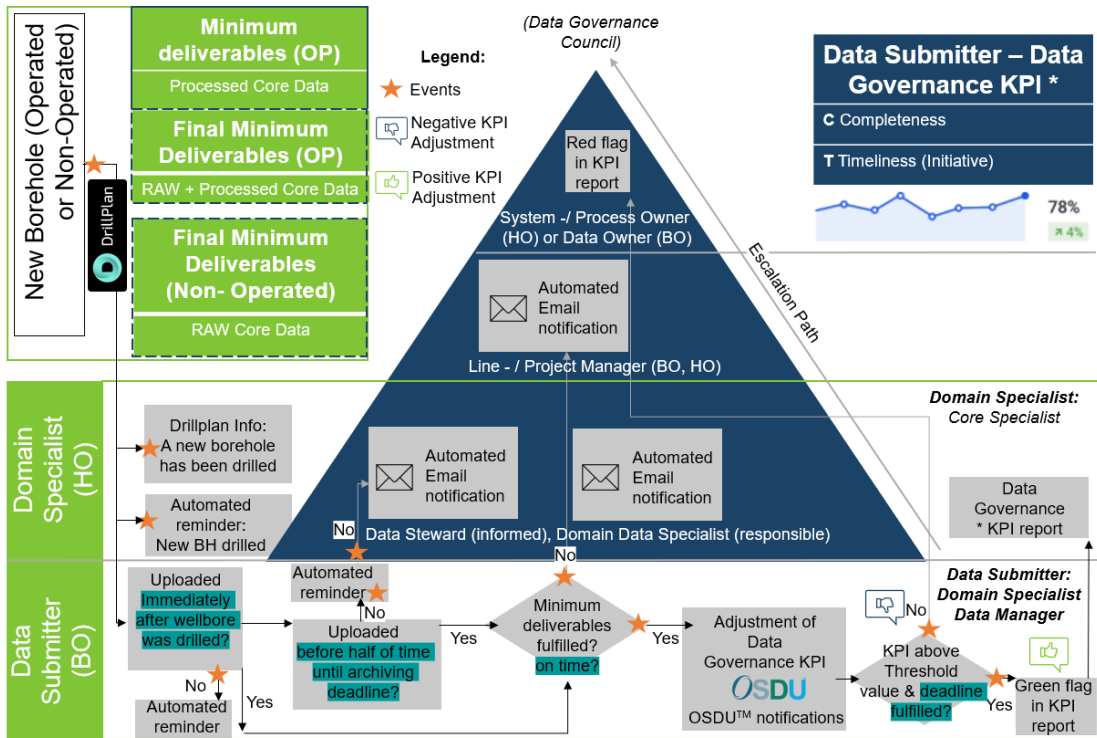 New Borehole (Operated
or Non-Operated)
DrillPlan
Minimum
deliverables (OP)
Processed Core Data
Final Minimum
Deliverables (OP)
RAW + Processed Core Data
Final Minimum
Deliverables
(Non- Operated)
RAW Core Data
Legend:
Events
Negative KPI
Adjustment
Positive KPI
Adjustment
(Data Governance
Council)
Red flag
in KPI
report
System -/ Process Owner
(HO) or Data Owner (BO)
Automated
Email
notification
Line - / Project Manager (BO, HO)
Escalation Path
Data Submitter – Data
Governance KPI *
C Completeness
T Timeliness (Initiative)
78%
↗ 4%
Domain
Specialist
(HO)
Drillplan Info:
A new borehole
has been drilled
Automated
reminder:
New BH drilled
Automated
Email
notification
Automated
Email
notification
No
Data Steward (informed), Domain Data Specialist (responsible)
Domain Specialist:
Core Specialist
Data
Governance
* KPI report
Data
Submitter
(BO)
Uploaded
Immediately
after wellbore
was drilled?
No
Yes
Automated
reminder
Automated
reminder
No
Uploaded
before half of time
until archiving
deadline?
Yes
No
Minimum
deliverables
fulfilled?
on time?
Yes
Adjustment of
Data
Governance KPI
OSDU
OSDU™ notifications
Data Submitter:
Domain Specialist
Data Manager
No
KPI above
Threshold
value & deadline
fulfilled?
Yes
Green flag
in KPI
report